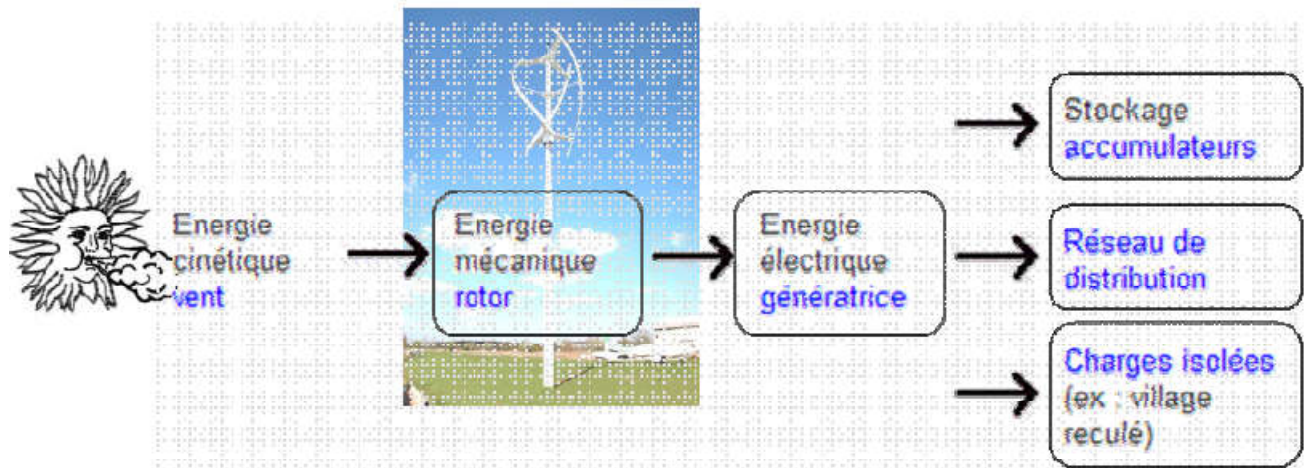 Energie
cinétique
vent
Energie
mécanique
rotor
Energie
électrique
génératrice
Stockage
accumulateurs
Réseau de
distribution
Charges isolées
(ex : village
reculé)